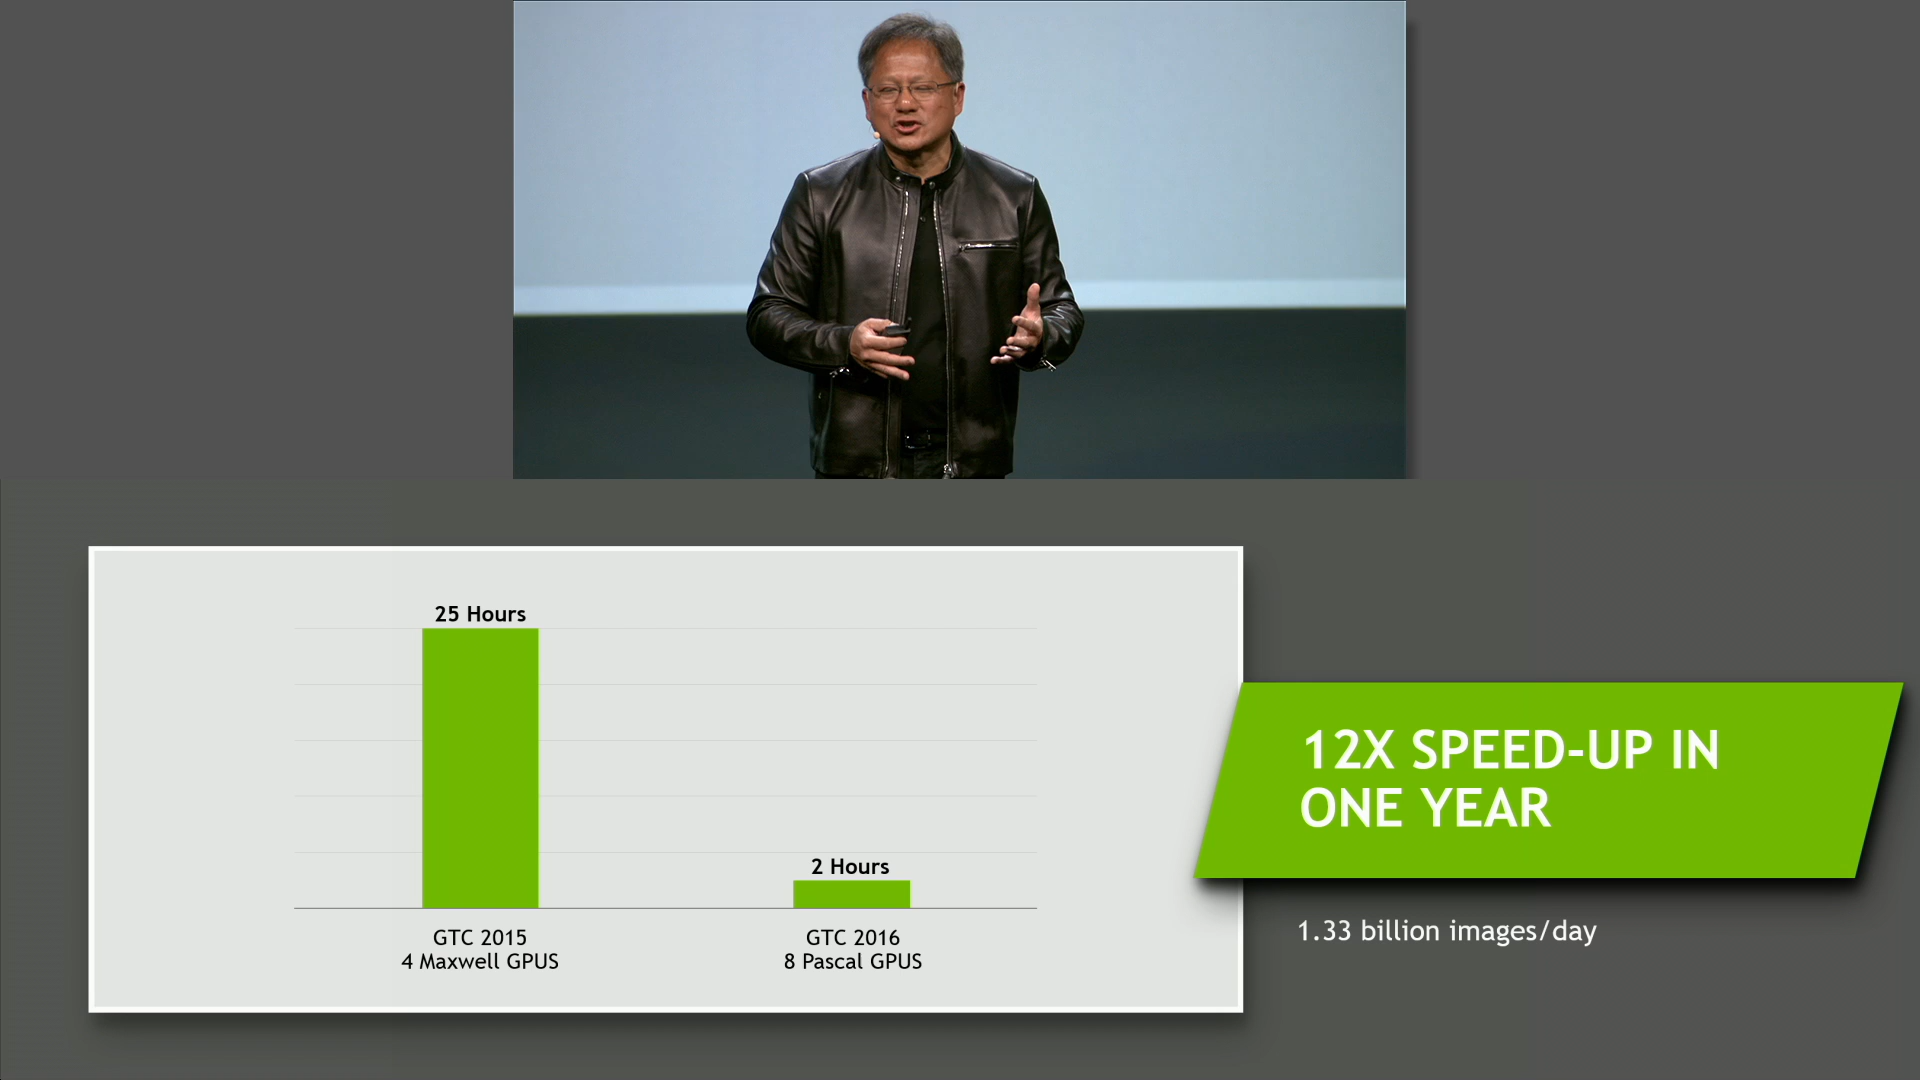 25 Hours
2 Hours
GTC 2015
4 Maxwell GPUS
GTC 2016
8 Pascal GPUS
12X SPEED-UP IN
ONE YEAR
1.33 billion images/day